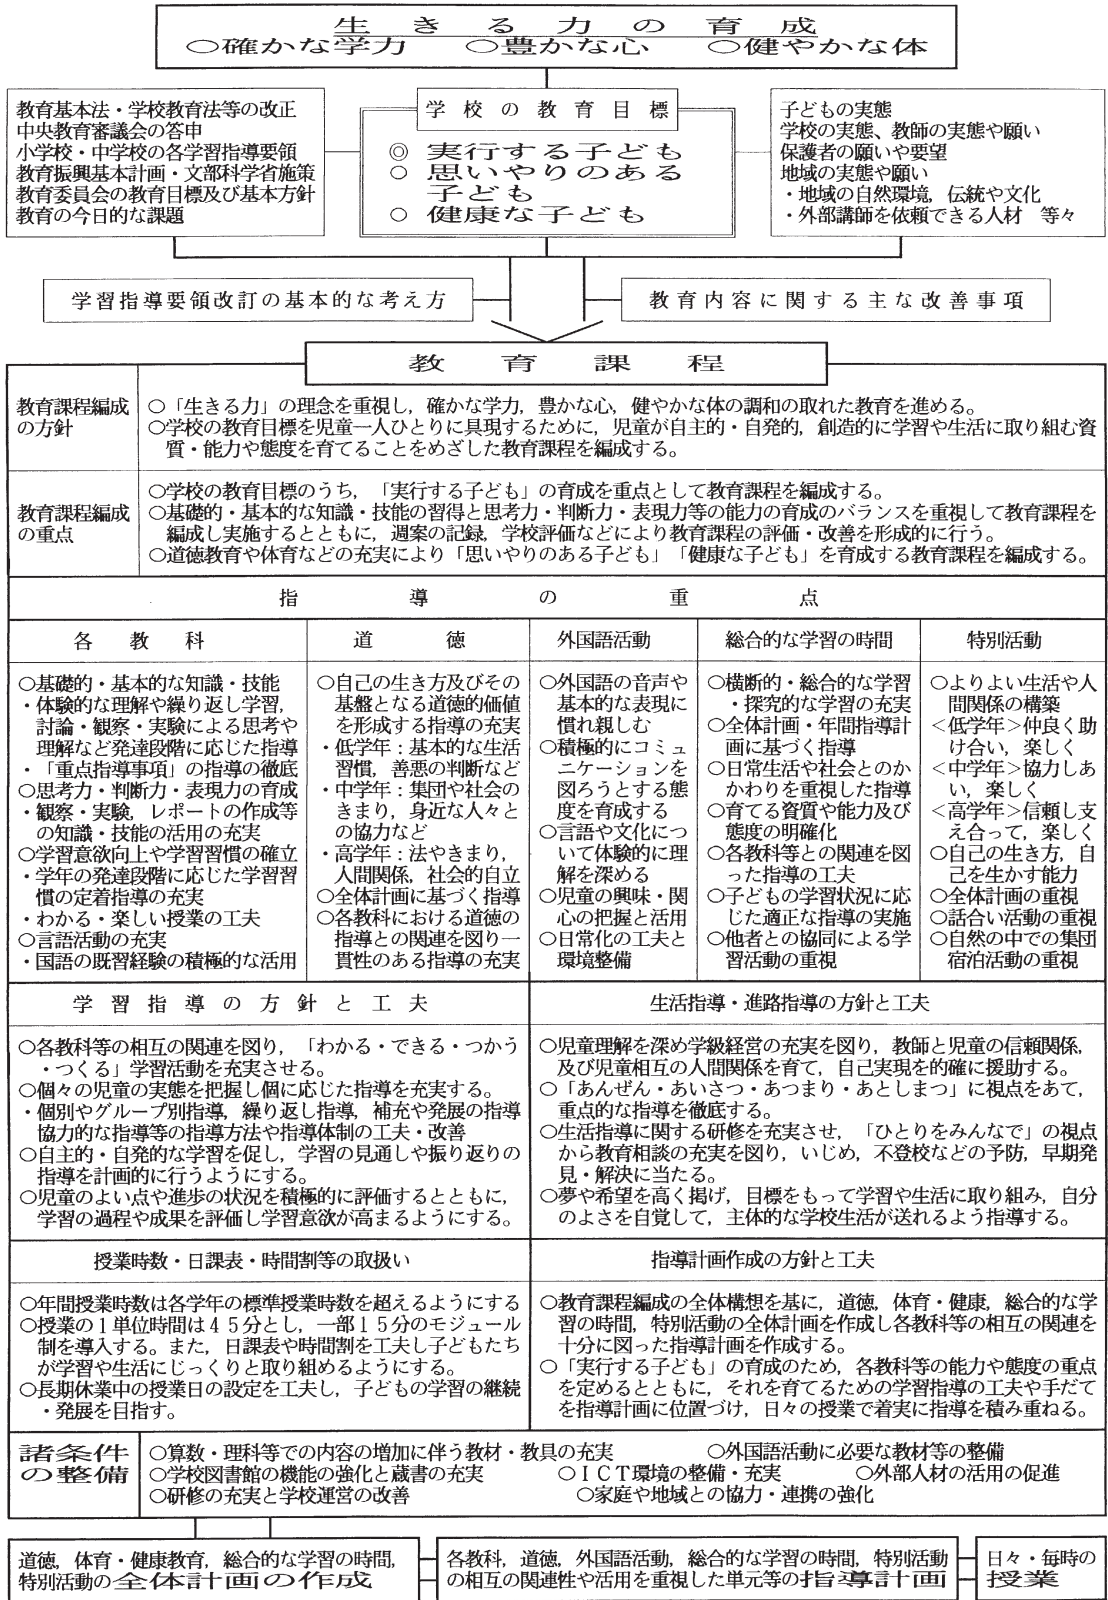 生きる力の育成
○確かな学力　○豊かな心　○健やかな体
教育基本法・学校教育法等の改正
中央教育審議会の答申
小学校・中学校の各学習指導要領
教育振興基本計画・文部科学省施策
教育委員会の教育目標及び基本方針
教育の今日的な課題
学校の教育目標
◎ 実行する子ども
○ 思いやりのある
子ども
○ 健康な子ども
子どもの実態
学校の実態、教師の実態や願い
保護者の願いや要望
地域の実態や願い
・地域の自然環境，伝統や文化
・外部講師を依頼できる人材　等々
学習指導要領改訂の基本的な考え方
教育内容に関する主な改善事項
教育課程
教育課程編成
の方針
○「生きる力」の理念を重視し，確かな学力，豊かな心，健やかな体の調和の取れた教育を進める。
○学校の教育目標を児童一人ひとりに具現するために，児童が自主的・自発的，創造的に学習や生活に取り組む資
質・能力や態度を育てることをめざした教育課程を編成する。
教育課程編成
の重点
○学校の教育目標のうち，「実行する子ども」の育成を重点として教育課程を編成する。
○基礎的・基本的な知識・技能の習得と思考力・判断力・表現力等の能力の育成のバランスを重視して教育課程を
編成し実施するとともに，週案の記録，学校評価などにより教育課程の評価・改善を形成的に行う。
○道徳教育や体育などの充実により「思いやりのある子ども」「健康な子ども」を育成する教育課程を編成する。
指導の重点
各教科
○基礎的・基本的な知識・技能
・体験的な理解や繰り返し学習，
討論・観察・実験による思考や
理解など発達段階に応じた指導
・「重点指導事項」の指導の徹底
○思考力・判断力・表現力の育成
・観察・実験，レポートの作成等
の知識・技能の活用の充実
○学習意欲向上や学習習慣の確立
・学年の発達段階に応じた学習習
慣の定着指導の充実
・わかる・楽しい授業の工夫
○言語活動の充実
・国語の既習経験の積極的な活用
道徳
○自己の生き方及びその
基盤となる道徳的価値
を形成する指導の充実
・低学年：基本的な生活
習慣，善悪の判断など
・中学年：集団や社会の
きまり，身近な人々と
の協力など
・高学年：法やきまり，
人間関係，社会的自立
○全体計画に基づく指導
○各教科における道徳の
指導との関連を図り一
貫性のある指導の充実
外国語活動
○外国語の音声や
基本的な表現に
慣れ親しむ
○積極的にコミュ
ニケーションを
図ろうとする態
度を育成する
○言語や文化につ
いて体験的に理
解を深める
○児童の興味・関
心の把握と活用
○日常化の工夫と
環境整備
総合的な学習の時間
○横断的・総合的な学習
・探究的な学習の充実
○全体計画・年間指導計
画に基づく指導
○日常生活や社会とのか
かわりを重視した指導
○育てる資質や能力及び
態度の明確化
○各教科等との関連を図
った指導の工夫
○子どもの学習状況に応
じた適正な指導の実施
○他者との協同による学
習活動の重視
特別活動
○よりよい生活や人
間関係の構築
＜低学年＞仲良く助
け合い，楽しく
＜中学年＞協力しあ
い，楽しく
＜高学年＞信頼し支
え合って，楽しく
○自己の生き方，自
己を生かす能力
○全体計画の重視
○話合い活動の重視
○自然の中での集団
宿泊活動の重視
学習指導の方針と工夫
○各教科等の相互の関連を図り，「わかる・できる・つかう
・つくる」学習活動を充実させる。
○個々の児童の実態を把握し個に応じた指導を充実する。
・個別やグループ別指導，繰り返し指導，補充や発展の指導
協力的な指導等の指導方法や指導体制の工夫・改善
○自主的・自発的な学習を促し，学習の見通しや振り返りの
指導を計画的に行うようにする。
○児童のよい点や進歩の状況を積極的に評価するとともに，
学習の過程や成果を評価し学習意欲が高まるようにする。
生活指導・進路指導の方針と工夫
○児童理解を深め学級経営の充実を図り，教師と児童の信頼関係，
及び児童相互の人間関係を育て，自己実現を的確に援助する。
○「あんぜん・あいさつ・あつまり・あとしまつ」に視点をあて，
重点的な指導を徹底する。
○生活指導に関する研修を充実させ，「ひとりをみんなで」の視点
から教育相談の充実を図り，いじめ，不登校などの予防，早期発
見・解決に当たる。
○夢や希望を高く掲げ，目標をもって学習や生活に取り組み，自分
のよさを自覚して，主体的な学校生活が送れるよう指導する。
授業時数・日課表・時間割等の取扱い
○年間授業時数は各学年の標準授業時数を超えるようにする
○授業の１単位時間は４５分とし，一部１５分のモジュール
制を導入する。また，日課表や時間割を工夫し子どもたち
が学習や生活にじっくりと取り組めるようにする。
○長期休業中の授業日の設定を工夫し，子どもの学習の継続
・発展を目指す。
指導計画作成の方針と工夫
○教育課程編成の全体構想を基に，道徳，体育・健康，総合的な学
習の時間，特別活動の全体計画を作成し各教科等の相互の関連を
十分に図った指導計画を作成する。
○「実行する子ども」の育成のため，各教科等の能力や態度の重点
を定めるとともに，それを育てるための学習指導の工夫や手だて
を指導計画に位置づけ，日々の授業で着実に指導を積み重ねる。
諸条件
の整備
○算数・理科等での内容の増加に伴う教材・教具の充実　○外国語活動に必要な教材等の整備
○学校図書館の機能の強化と蔵書の充実　○ＩＣＴ環境の整備・充実　○外部人材の活用の促進
○研修の充実と学校運営の改善　○家庭や地域との協力・連携の強化
道徳，体育・健康教育，総合的な学習の時間，
特別活動の全体計画の作成
各教科，道徳，外国語活動，総合的な学習の時間，特別活動
の相互の関連性や活用を重視した単元等の指導計画
日々・毎時の
授業